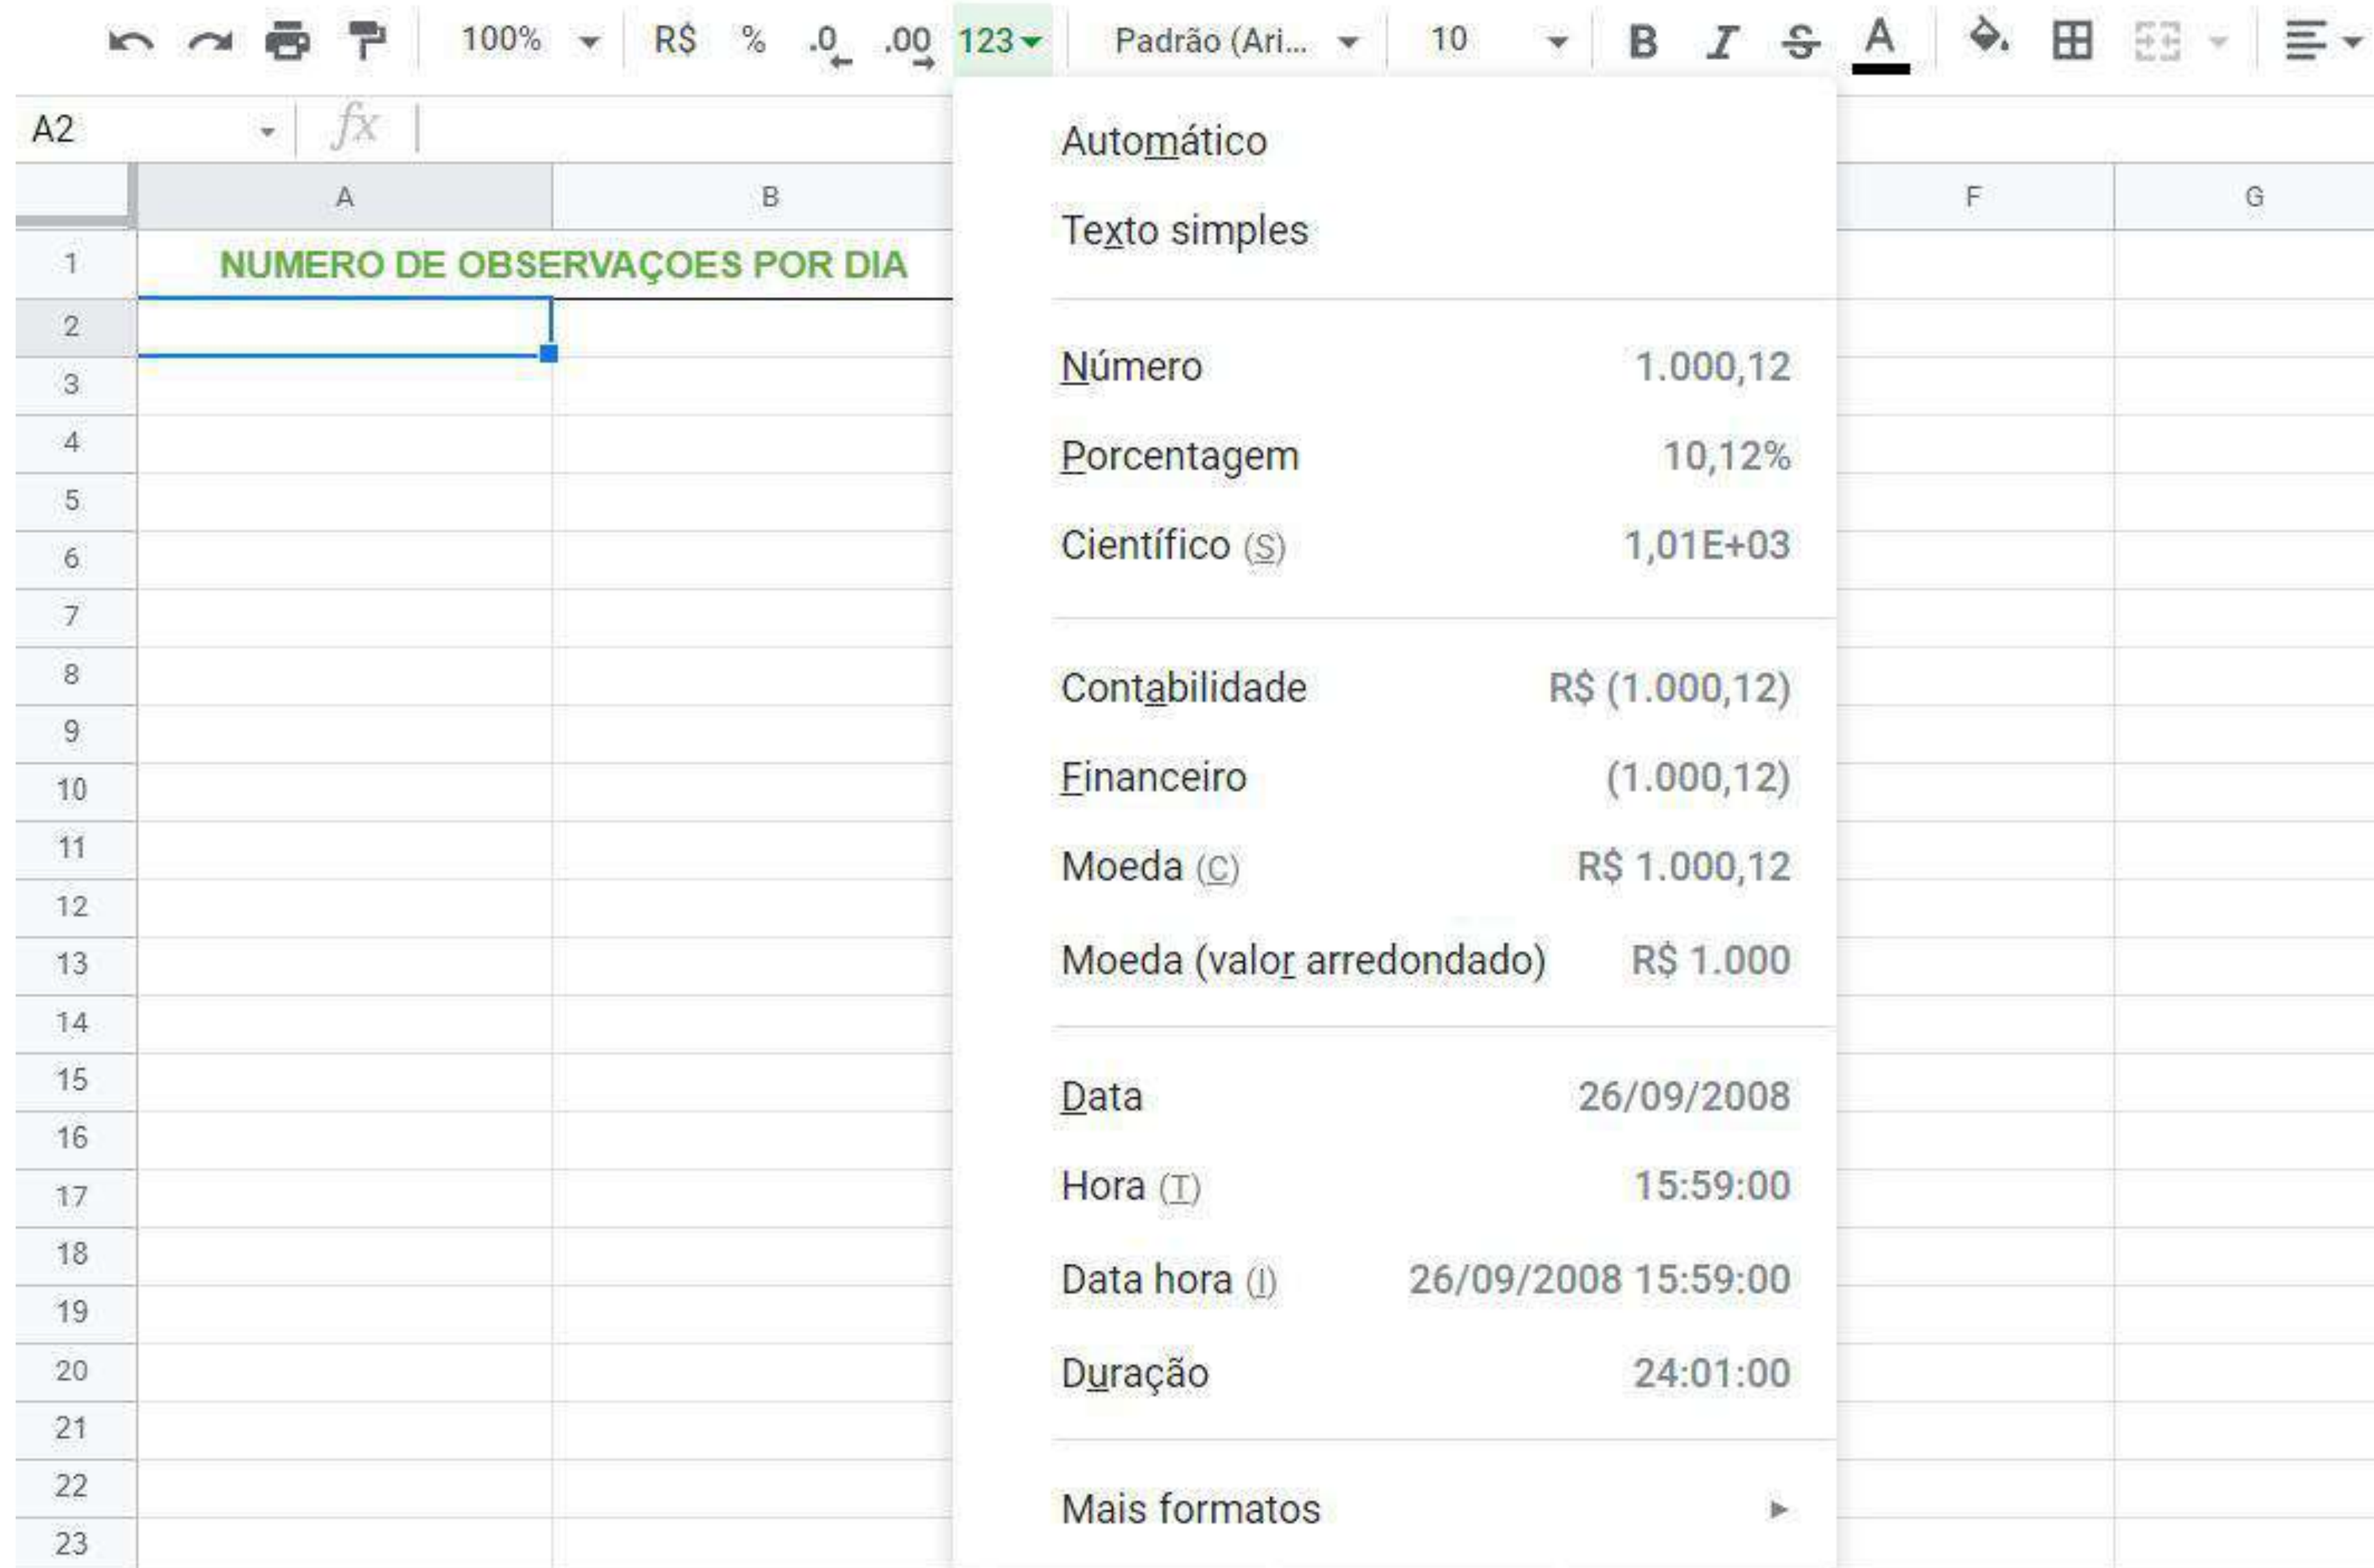 100% R$ % .0 .00 123 Padrão (Ari... 10 B I S A
A2 fx
A B F G
1 NUMERO DE OBSERVAÇOES POR DIA
2
3
4
5
6
7
8
9
10
11
12
13
14
15
16
17
18
19
20
21
22
23
Automático
Texto simples
Número 1.000,12
Porcentagem 10,12%
Científico (S) 1,01E+03
Contabilidade R$ (1.000,12)
Financeiro (1.000,12)
Moeda (C) R$ 1.000,12
Moeda (valor arredondado) R$ 1.000
Data 26/09/2008
Hora (T) 15:59:00
Data hora (I) 26/09/2008 15:59:00
Duração 24:01:00
Mais formatos